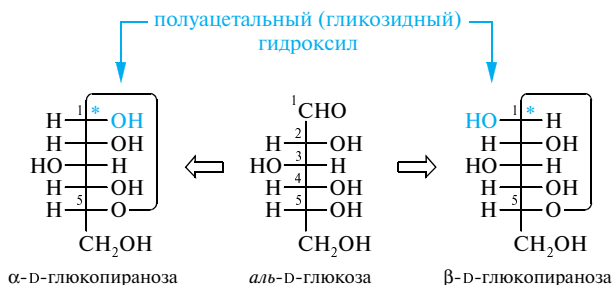 полуацетальный (гликозидный)
гидроксил
1 * H OH
H OH
HO H
H OH
5 H O
CH2OH
α-D-глюкопираноза
1 CHO
2 H OH
3 HO H
4 H OH
5 H OH
CH2OH
аль-D-глюкоза
1 * HO H
H OH
HO H
H OH
5 H O
CH2OH
β-D-глюкопираноза